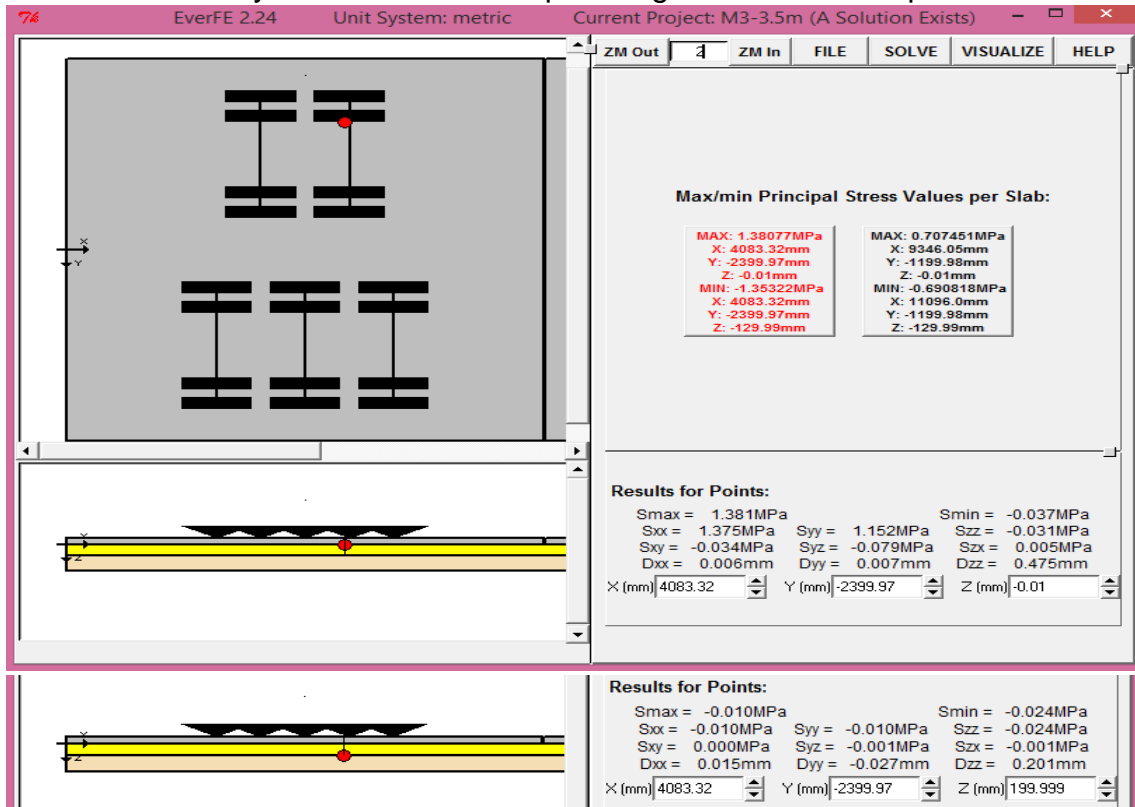 EverFE 2.24 Unit System: metric Current Project: M3-3.5m (A Solution Exists)
ZM Out 2 ZM In FILE SOLVE VISUALIZE HELP
X
Y
Max/min Principal Stress Values per Slab:
MAX: 1.38077MPa
X: 4083.32mm
Y: -2399.97mm
Z: -0.01mm
MIN: -1.35322MPa
X: 4083.32mm
Y: -2399.97mm
Z: -129.99mm
MAX: 0.707451MPa
X: 9346.05mm
Y: -1199.98mm
Z: -0.01mm
MIN: -0.690818MPa
X: 11096.0mm
Y: -1199.98mm
Z: -129.99mm
X
Z
Results for Points:
Smax = 1.381MPa Smin = -0.037MPa
Sxx = 1.375MPa Syy = 1.152MPa Szz = -0.031MPa
Sxy = -0.034MPa Syz = -0.079MPa Szx = 0.005MPa
Dxx = 0.006mm Dyy = 0.007mm Dzz = 0.475mm
X (mm) 4083.32 Y (mm) -2399.97 Z (mm) -0.01
X
Z
Results for Points:
Smax = -0.010MPa Smin = -0.024MPa
Sxx = -0.010MPa Syy = -0.010MPa Szz = -0.024MPa
Sxy = 0.000MPa Syz = -0.001MPa Szx = -0.001MPa
Dxx = 0.015mm Dyy = -0.027mm Dzz = 0.201mm
X (mm) 4083.32 Y (mm) -2399.97 Z (mm) 199.999